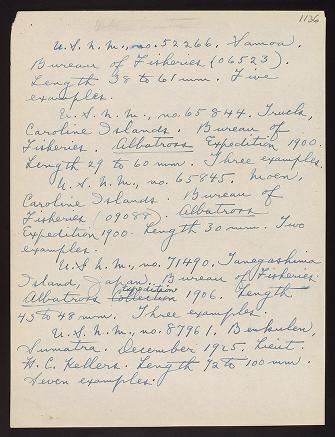 1136
U.S.N.M., no. 52266. Samoa.
Bureau of Fisheries (06523).
Length 38 to 61 mm. Five
examples.
U.S.N.M., no. 65844. Truck,
Caroline Islands. Bureau of
Fisheries. Albatross Expedition 1900.
Length 29 to 60 mm. Three examples.
U.S.N.M., no. 65845. Moen,
Caroline Islands. Bureau of
Fisheries (09088). Albatross
Expedition 1900. Length 30 mm. Two
examples.
U.S.N.M., no. 71490, Tanegashima
Island, Japan. Bureau of Fisheries.
Expedition
Albatross Collection 1906. Length
45 to 48 mm. Three examples.
U.S.N.M., no. 87961. Benkulen,
Sumatra. December 1925. Lieut.
H. C. Kellers. Length 72 to 100 mm.
Seven examples.